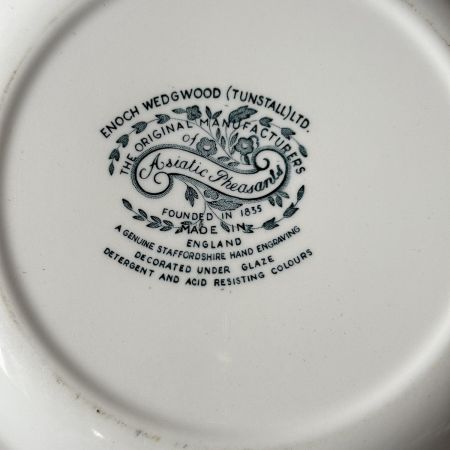 ENOCH WEDGWOOD (TUNSTALL) LTD.
THE ORIGINAL MANUFACTURERS
of
Asiatic Pheasants
FOUNDED IN 1835
MADE IN
ENGLAND
A GENUINE STAFFORDSHIRE HAND ENGRAVING
DECORATED UNDER GLAZE
DETERGENT AND ACID RESISTING COLOURS